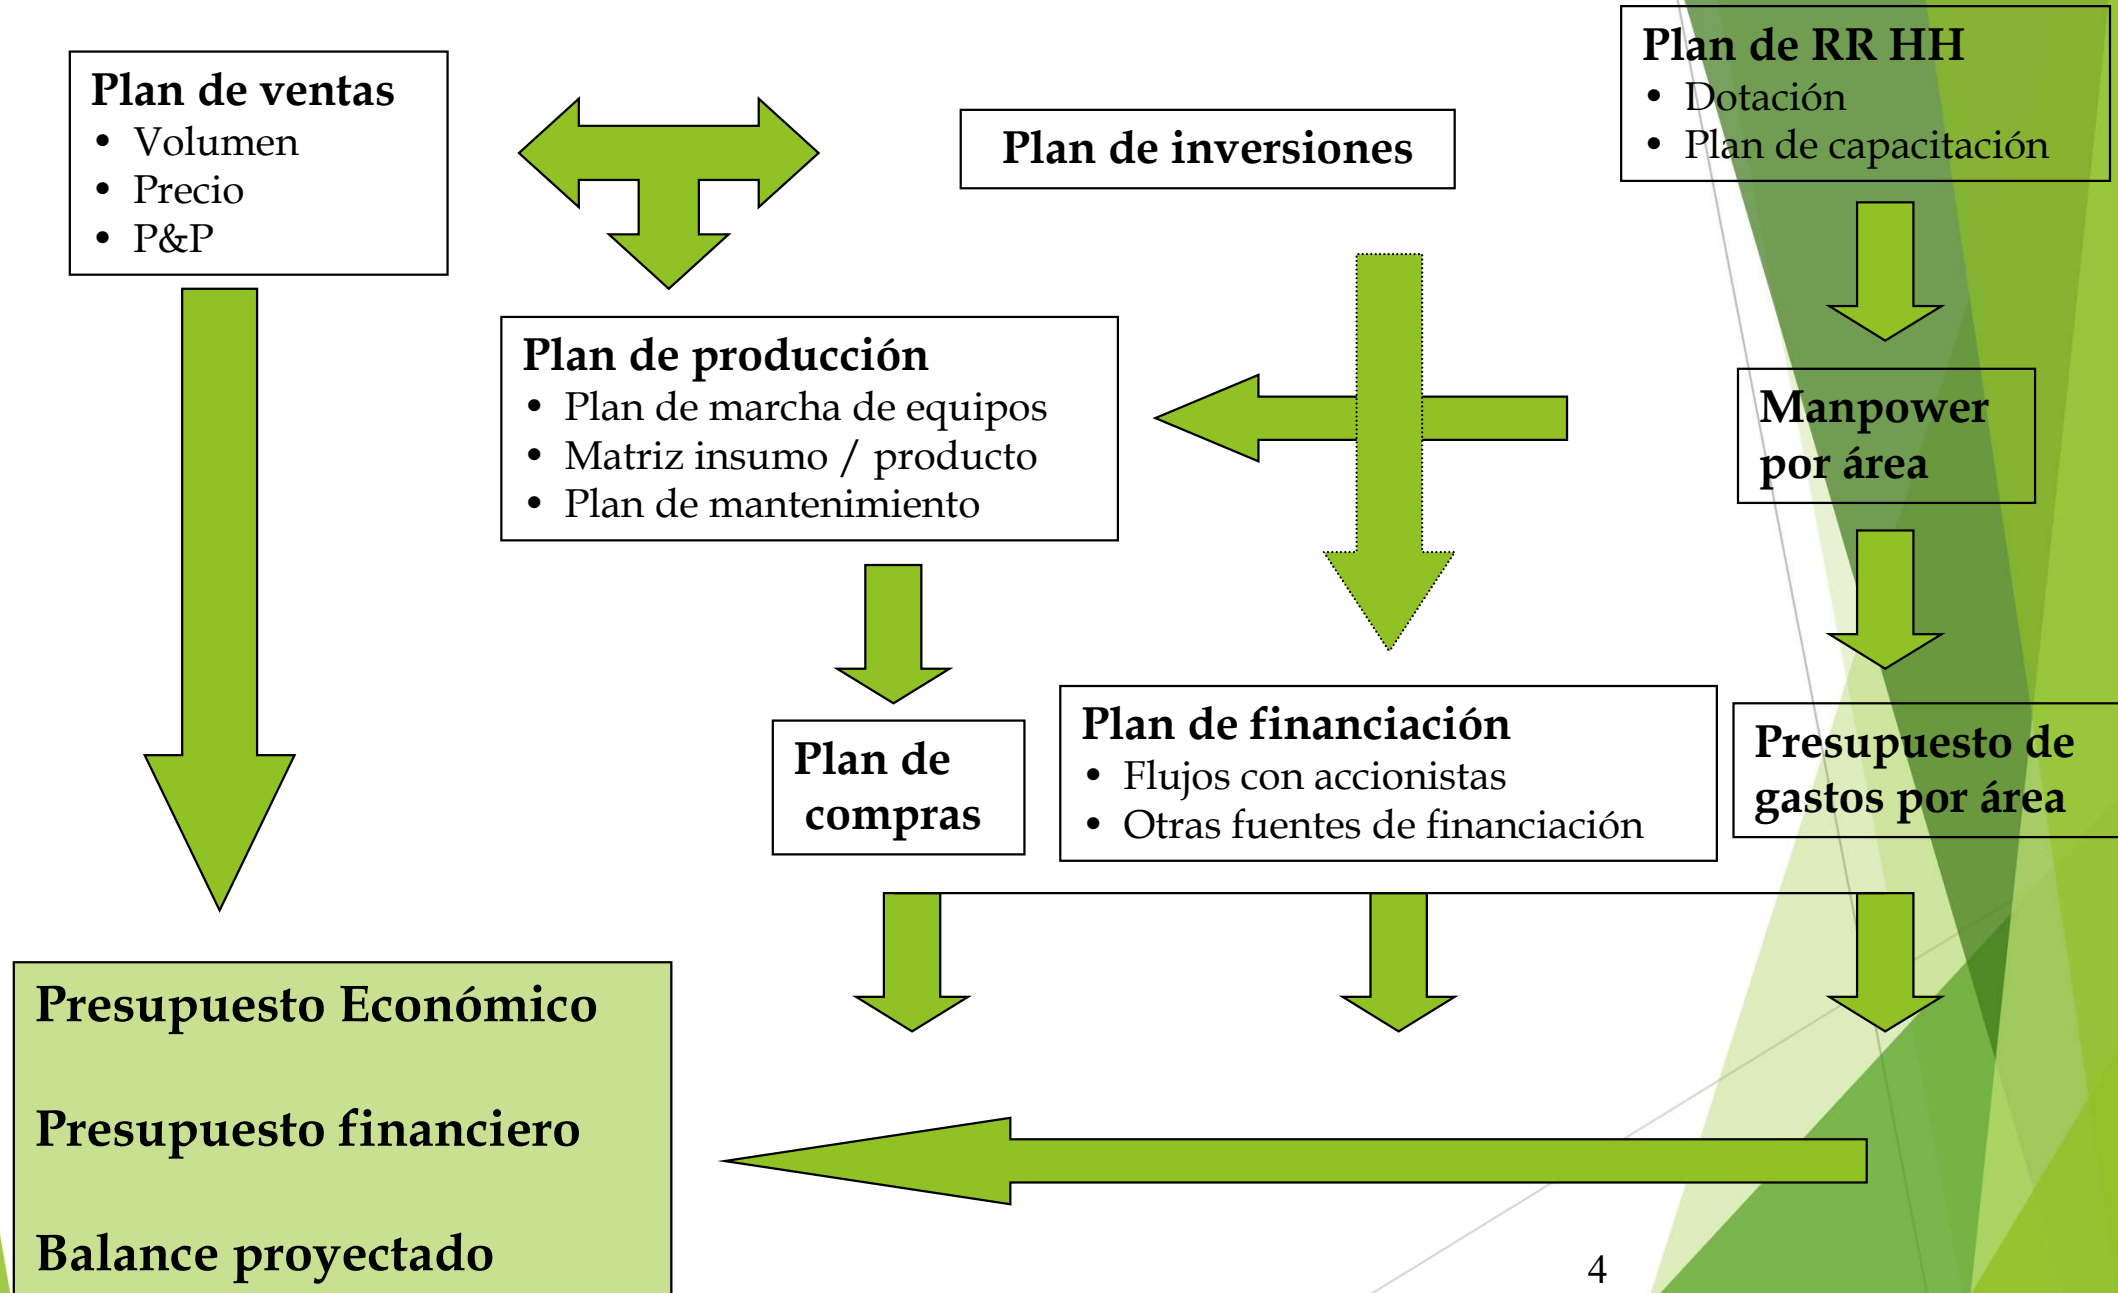 Plan de ventas
• Volumen
• Precio
• P&P
Plan de inversiones
Plan de RR HH
• Dotación
• Plan de capacitación
Plan de producción
• Plan de marcha de equipos
• Matriz insumo / producto
• Plan de mantenimiento
Manpower
por área
Plan de
compras
Plan de financiación
• Flujos con accionistas
• Otras fuentes de financiación
Presupuesto de
gastos por área
Presupuesto Económico
Presupuesto financiero
Balance proyectado
4